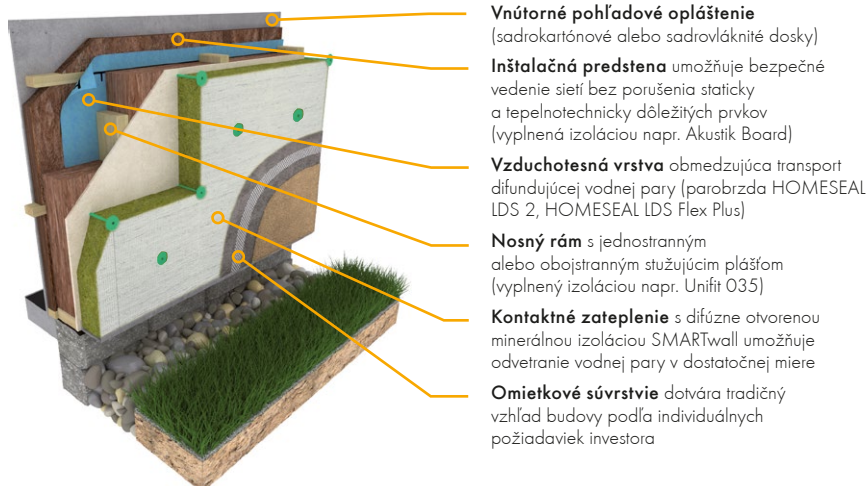 Vnútorné pohľadové opláštenie
(sadrokartónové alebo sadrovláknité dosky)
Inštalačná predstena umožňuje bezpečné
vedenie sietí bez porušenia staticky
a tepelnotechnicky dôležitých prvkov
(vyplnená izoláciou napr. Akustik Board)
Vzduchotesná vrstva obmedzujúca transport
difundujúcej vodnej pary (parobrzda HOMESEAL
LDS 2, HOMESEAL LDS Flex Plus)
Nosný rám s jednostranným
alebo obojstranným stužujúcim plášťom
(vyplnený izoláciou napr. Unifit 035)
Kontaktné zateplenie s difúzne otvorenou
minerálnou izoláciou SMARTwall umožňuje
odvetranie vodnej pary v dostatočnej miere
Omietkové súvrstvie dotvára tradičný
vzhľad budovy podľa individuálnych
požiadaviek investora